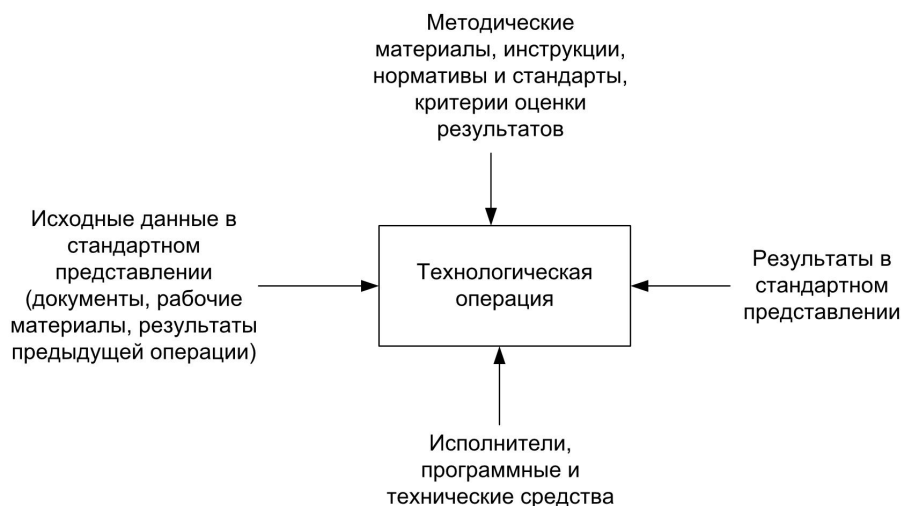 Методические
материалы, инструкции,
нормативы и стандарты,
критерии оценки
результатов
Исходные данные в
стандартном
представлении
(документы, рабочие
материалы, результаты
предыдущей операции)
Технологическая
операция
Результаты в
стандартном
представлении
Исполнители,
программные и
технические средства